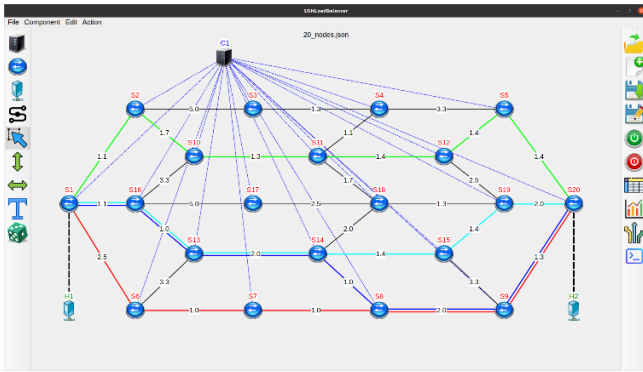 SDNLoadBalancer
File Component Edit Action
20_nodes.json
C1
S2 S3 S4 S5
5.0 1.3 3.3
1.7 1.1 1.4
S10 S11 S12
1.1 1.3 1.4 1.4
3.3 1.7 2.5
S1 S16 S17 S18 S19 S20
1.1 5.0 2.5 1.3 2.0
1.0 2.0 1.4
S13 S14 S15
2.5 2.0 1.4 1.3
3.3 1.0 3.3
H1 S6 S7 S8 S9 H2
1.0 1.0 2.0